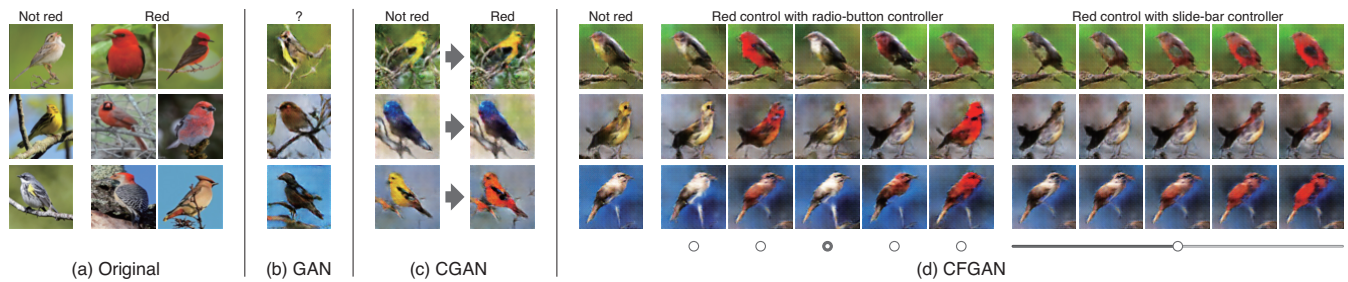 Not red Red ? Not red Red Not red Red control with radio-button controller Red control with slide-bar controller
(a) Original (b) GAN (c) CGAN (d) CFGAN